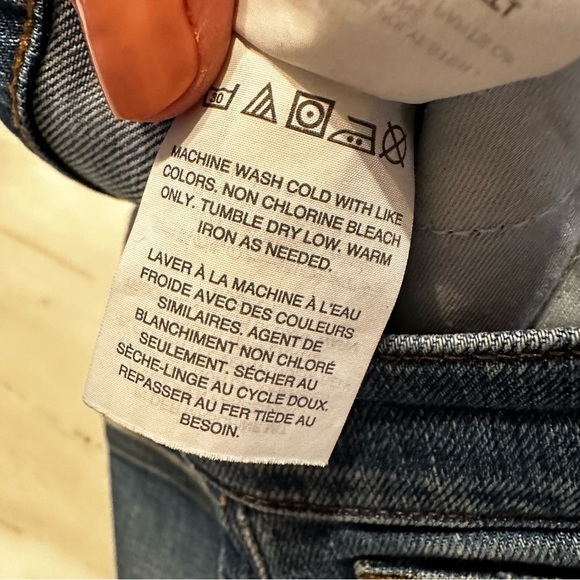 30
MACHINE WASH COLD WITH LIKE
COLORS. NON CHLORINE BLEACH
ONLY. TUMBLE DRY LOW. WARM
IRON AS NEEDED.
LAVER À LA MACHINE À L'EAU
FROIDE AVEC DES COULEURS
SIMILAIRES. AGENT DE
BLANCHIMENT NON CHLORÉ
SEULEMENT. SÉCHER AU
SÈCHE-LINGE AU CYCLE DOUX.
REPASSER AU FER TIÈDE AU
BESOIN.